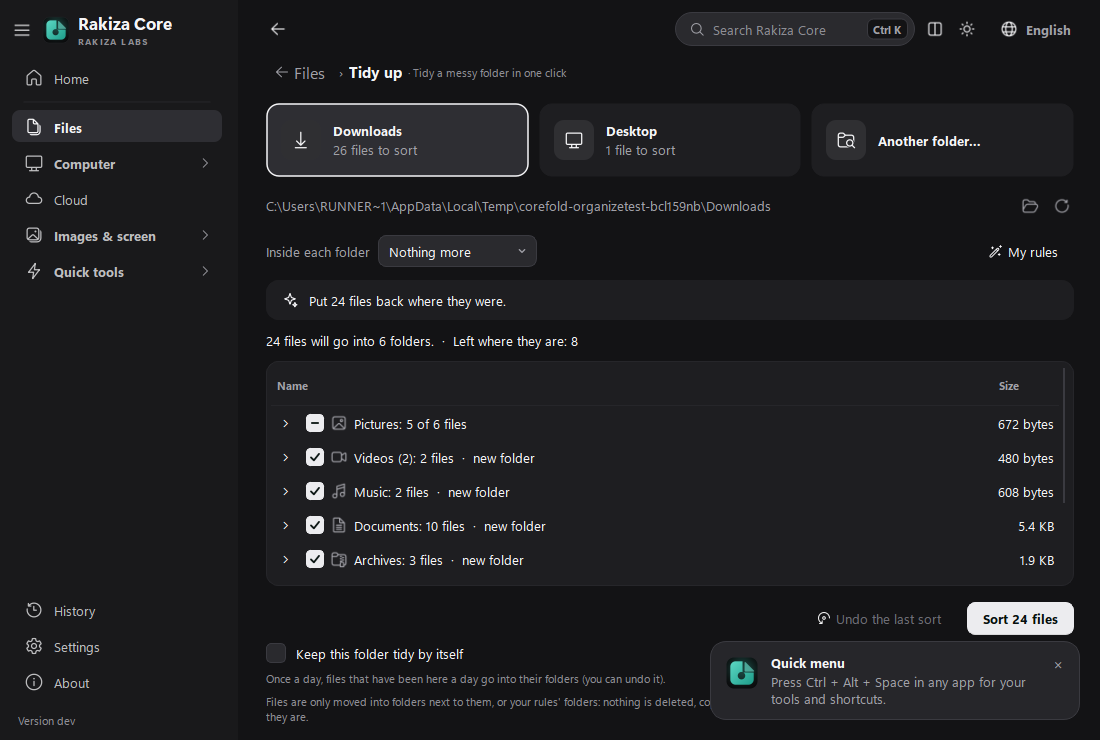 Rakiza Core
RAKIZA LABS
Search Rakiza Core
Ctrl K
English
Home
Files
Computer
Cloud
Images & screen
Quick tools
History
Settings
About
Version dev
Files › Tidy up · Tidy a messy folder in one click
Downloads
26 files to sort
Desktop
1 file to sort
Another folder...
C:\Users\RUNNER~1\AppData\Local\Temp\corefold-organizetest-bcl159nb\Downloads
Inside each folder
Nothing more
My rules
Put 24 files back where they were.
24 files will go into 6 folders. · Left where they are: 8
Name Size
Pictures: 5 of 6 files 672 bytes
Videos (2): 2 files · new folder 480 bytes
Music: 2 files · new folder 608 bytes
Documents: 10 files · new folder 5.4 KB
Archives: 3 files · new folder 1.9 KB
Undo the last sort
Sort 24 files
Keep this folder tidy by itself
Once a day, files that have been here a day go into their folders (you can undo it).
Files are only moved into folders next to them, or your rules' folders: nothing is deleted,
they are.
Quick menu
×
Press Ctrl + Alt + Space in any app for your
tools and shortcuts.